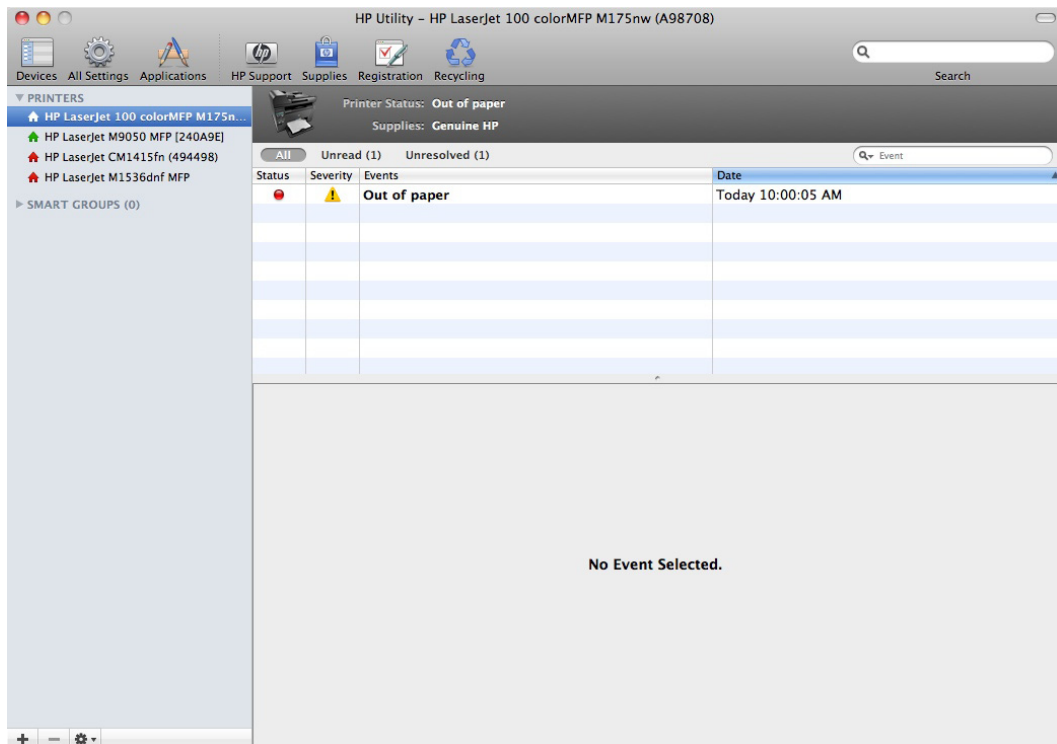 HP Utility – HP LaserJet 100 colorMFP M175nw (A98708)
Devices All Settings Applications HP Support Supplies Registration Recycling Search
▼ PRINTERS
HP LaserJet 100 colorMFP M175n...
HP LaserJet M9050 MFP [240A9E]
HP LaserJet CM1415fn (494498)
HP LaserJet M1536dnf MFP
▶ SMART GROUPS (0)
Printer Status: Out of paper
Supplies: Genuine HP
All Unread (1) Unresolved (1) Event
Status Severity Events Date
Out of paper Today 10:00:05 AM
No Event Selected.